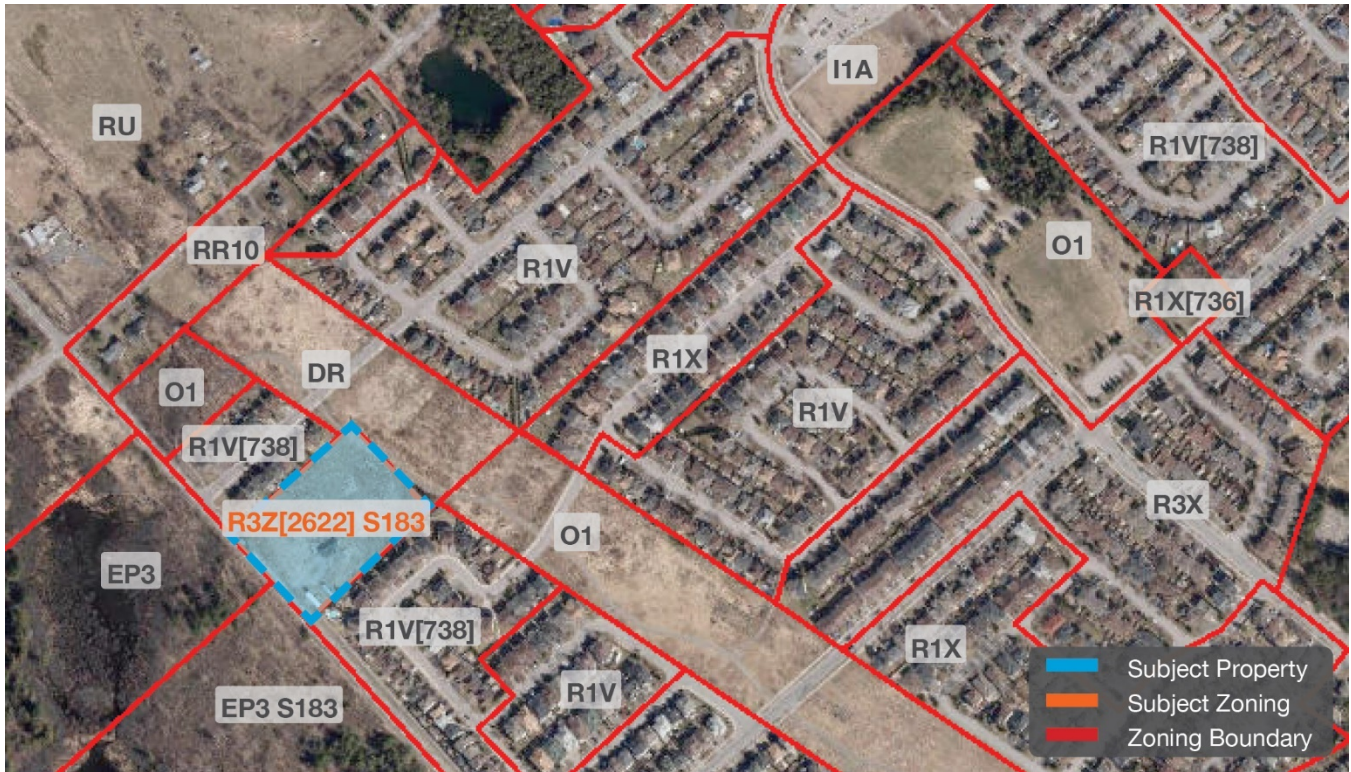 I1A
RU
R1V[738]
RR10
R1V
O1
R1X[736]
R1X
DR
O1
R1V
R1V[738]
R3Z[2622] S183
R3X
O1
EP3
R1V[738]
R1X
R1V
EP3 S183
Subject Property
Subject Zoning
Zoning Boundary